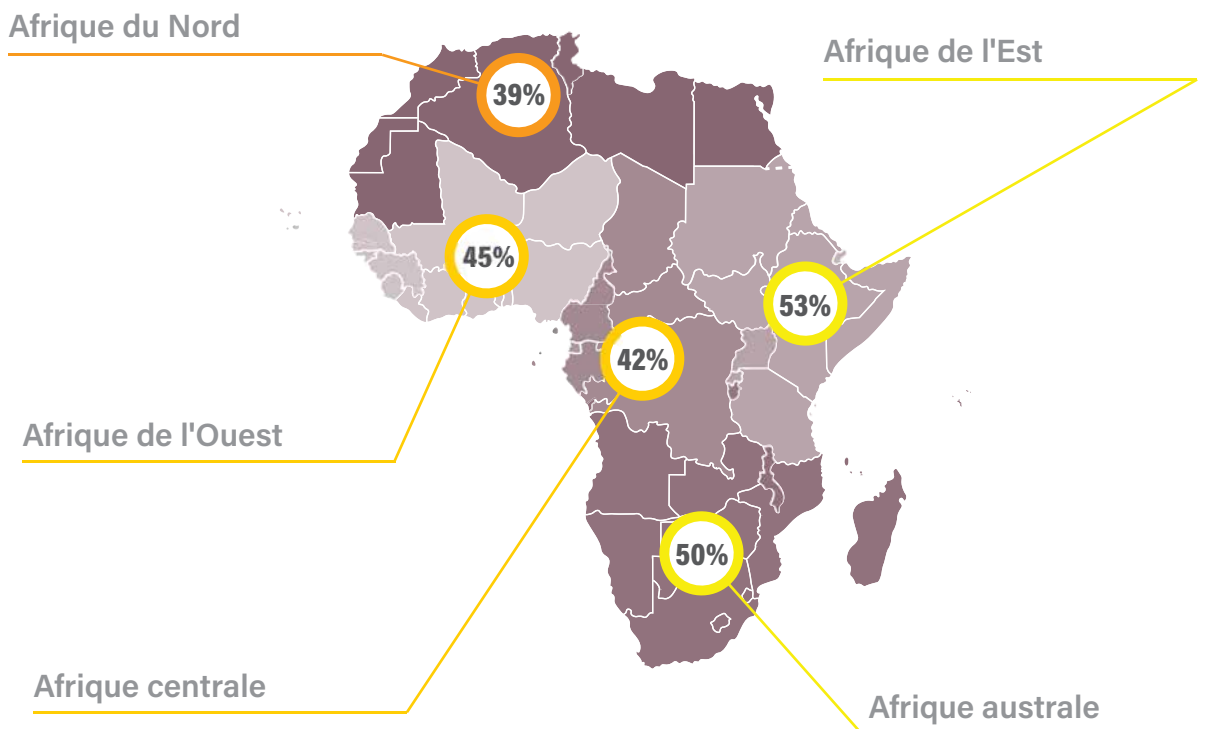 Afrique du Nord
Afrique de l'Est
39%
45%
53%
42%
Afrique de l'Ouest
50%
Afrique centrale
Afrique australe